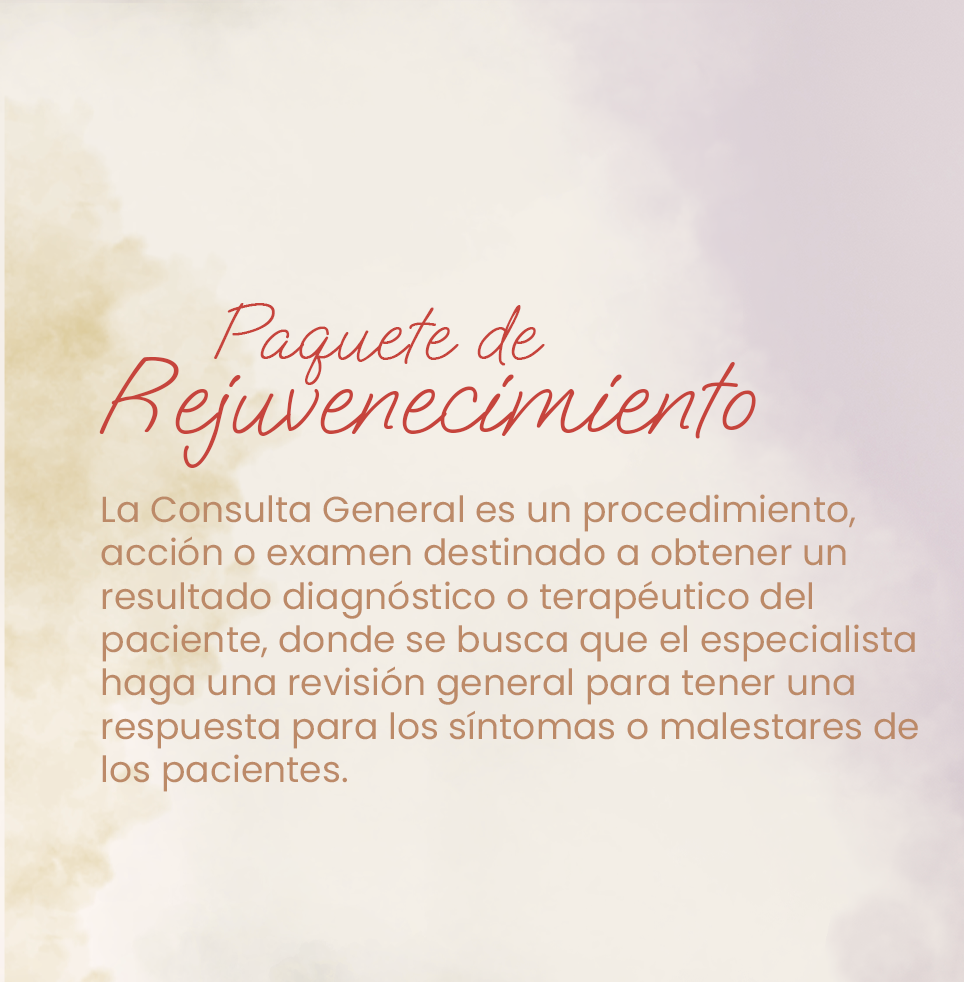 Paquete de
Rejuvenecimiento
La Consulta General es un procedimiento,
acción o examen destinado a obtener un
resultado diagnóstico o terapéutico del
paciente, donde se busca que el especialista
haga una revisión general para tener una
respuesta para los síntomas o malestares de
los pacientes.